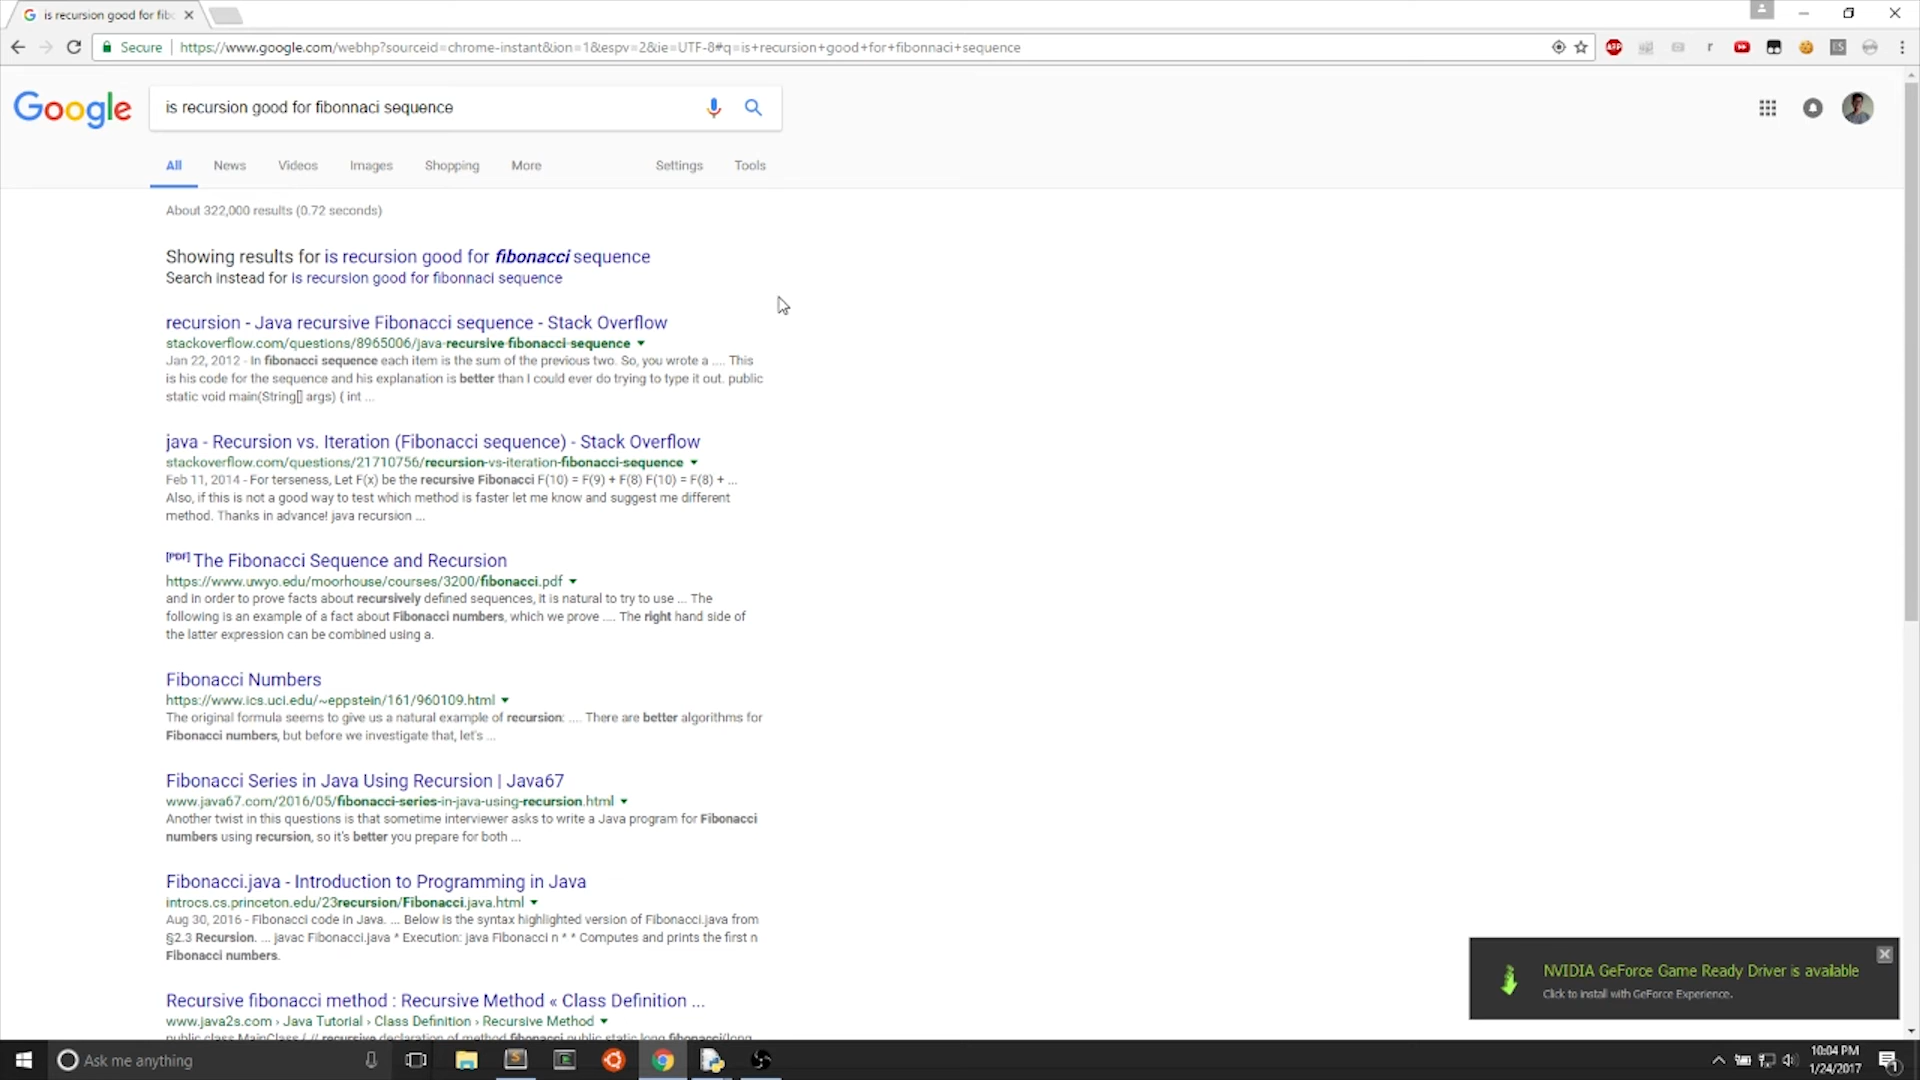 is recursion good for fib
Secure
https://www.google.com/webhp?sourceid=chrome-instant&ion=1&espv=2&ie=UTF-8#q=is+recursion+good+for+fibonnaci+sequence
ABP
r
Google
is recursion good for fibonnaci sequence
All News Videos Images Shopping More Settings Tools
About 322,000 results (0.72 seconds)
Showing results for is recursion good for fibonacci sequence
Search instead for is recursion good for fibonnaci sequence
recursion - Java recursive Fibonacci sequence - Stack Overflow
stackoverflow.com/questions/8965006/java-recursive-fibonacci-sequence
Jan 22, 2012 - In fibonacci sequence each item is the sum of the previous two. So, you wrote a .... This
is his code for the sequence and his explanation is better than I could ever do trying to type it out. public
static void main(String[] args) { int ...
java - Recursion vs. Iteration (Fibonacci sequence) - Stack Overflow
stackoverflow.com/questions/21710756/recursion-vs-iteration-fibonacci-sequence
Feb 11, 2014 - For terseness, Let F(x) be the recursive Fibonacci F(10) = F(9) + F(8) F(10) = F(8) + ...
Also, if this is not a good way to test which method is faster let me know and suggest me different
method. Thanks in advance! java recursion ...
[PDF] The Fibonacci Sequence and Recursion
https://www.uwyo.edu/moorhouse/courses/3200/fibonacci.pdf
and in order to prove facts about recursively defined sequences, it is natural to try to use ... The
following is an example of a fact about Fibonacci numbers, which we prove .... The right hand side of
the latter expression can be combined using a.
Fibonacci Numbers
https://www.ics.uci.edu/~eppstein/161/960109.html
The original formula seems to give us a natural example of recursion: .... There are better algorithms for
Fibonacci numbers, but before we investigate that, let's ...
Fibonacci Series in Java Using Recursion | Java67
www.java67.com/2016/05/fibonacci-series-in-java-using-recursion.html
Another twist in this questions is that sometime interviewer asks to write a Java program for Fibonacci
numbers using recursion, so it's better you prepare for both ...
Fibonacci.java - Introduction to Programming in Java
introcs.cs.princeton.edu/23recursion/Fibonacci.java.html
Aug 30, 2016 - Fibonacci code in Java. ... Below is the syntax highlighted version of Fibonacci.java from
§2.3 Recursion. ... javac Fibonacci.java * Execution: java Fibonacci n * * Computes and prints the first n
Fibonacci numbers.
Recursive fibonacci method : Recursive Method « Class Definition ...
www.java2s.com › Java Tutorial › Class Definition › Recursive Method
public class MainClass { // recursive declaration of method fibonacci public static long fibonacci(long
NVIDIA GeForce Game Ready Driver is available
Click to install with GeForce Experience.
Ask me anything
10:04 PM
1/24/2017